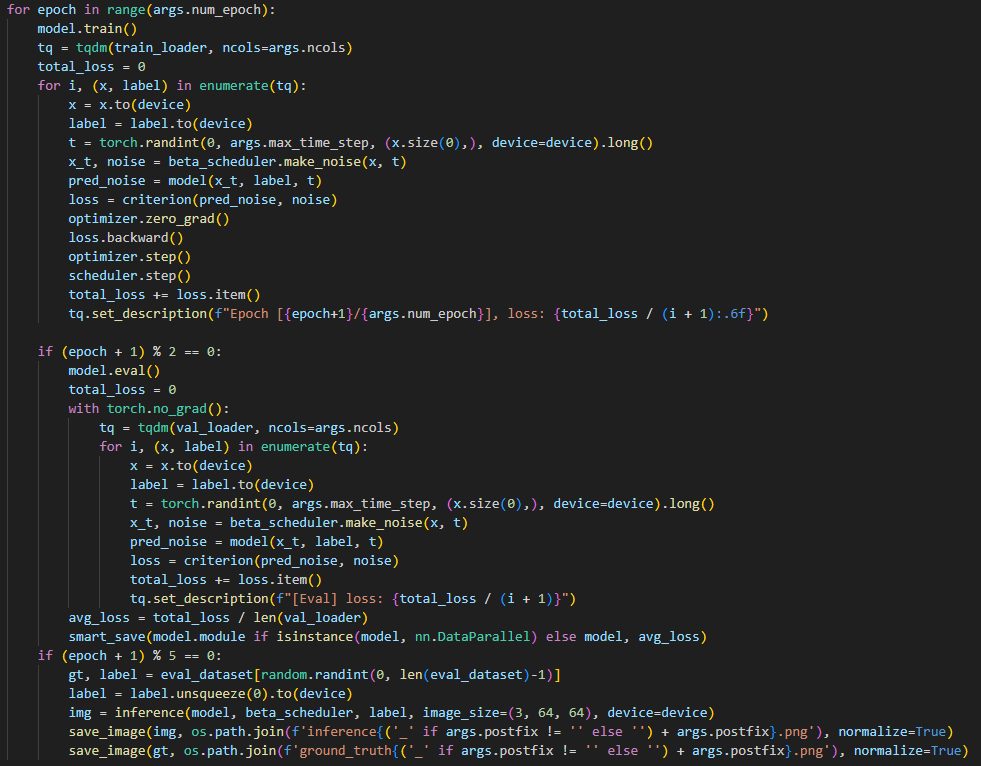 for epoch in range(args.num_epoch):
    model.train()
    tq = tqdm(train_loader, ncols=args.ncols)
    total_loss = 0
    for i, (x, label) in enumerate(tq):
        x = x.to(device)
        label = label.to(device)
        t = torch.randint(0, args.max_time_step, (x.size(0),), device=device).long()
        x_t, noise = beta_scheduler.make_noise(x, t)
        pred_noise = model(x_t, label, t)
        loss = criterion(pred_noise, noise)
        optimizer.zero_grad()
        loss.backward()
        optimizer.step()
        scheduler.step()
        total_loss += loss.item()
        tq.set_description(f"Epoch [{epoch+1}/{args.num_epoch}], loss: {total_loss / (i + 1):.6f}")

    if (epoch + 1) % 2 == 0:
        model.eval()
        total_loss = 0
        with torch.no_grad():
            tq = tqdm(val_loader, ncols=args.ncols)
            for i, (x, label) in enumerate(tq):
                x = x.to(device)
                label = label.to(device)
                t = torch.randint(0, args.max_time_step, (x.size(0),), device=device).long()
                x_t, noise = beta_scheduler.make_noise(x, t)
                pred_noise = model(x_t, label, t)
                loss = criterion(pred_noise, noise)
                total_loss += loss.item()
                tq.set_description(f"[Eval] loss: {total_loss / (i + 1)}")
        avg_loss = total_loss / len(val_loader)
        smart_save(model.module if isinstance(model, nn.DataParallel) else model, avg_loss)
    if (epoch + 1) % 5 == 0:
        gt, label = eval_dataset[random.randint(0, len(eval_dataset)-1)]
        label = label.unsqueeze(0).to(device)
        img = inference(model, beta_scheduler, label, image_size=(3, 64, 64), device=device)
        save_image(img, os.path.join(f'inference{('_' if args.postfix != '' else '') + args.postfix}.png'), normalize=True)
        save_image(gt, os.path.join(f'ground_truth{('_' if args.postfix != '' else '') + args.postfix}.png'), normalize=True)